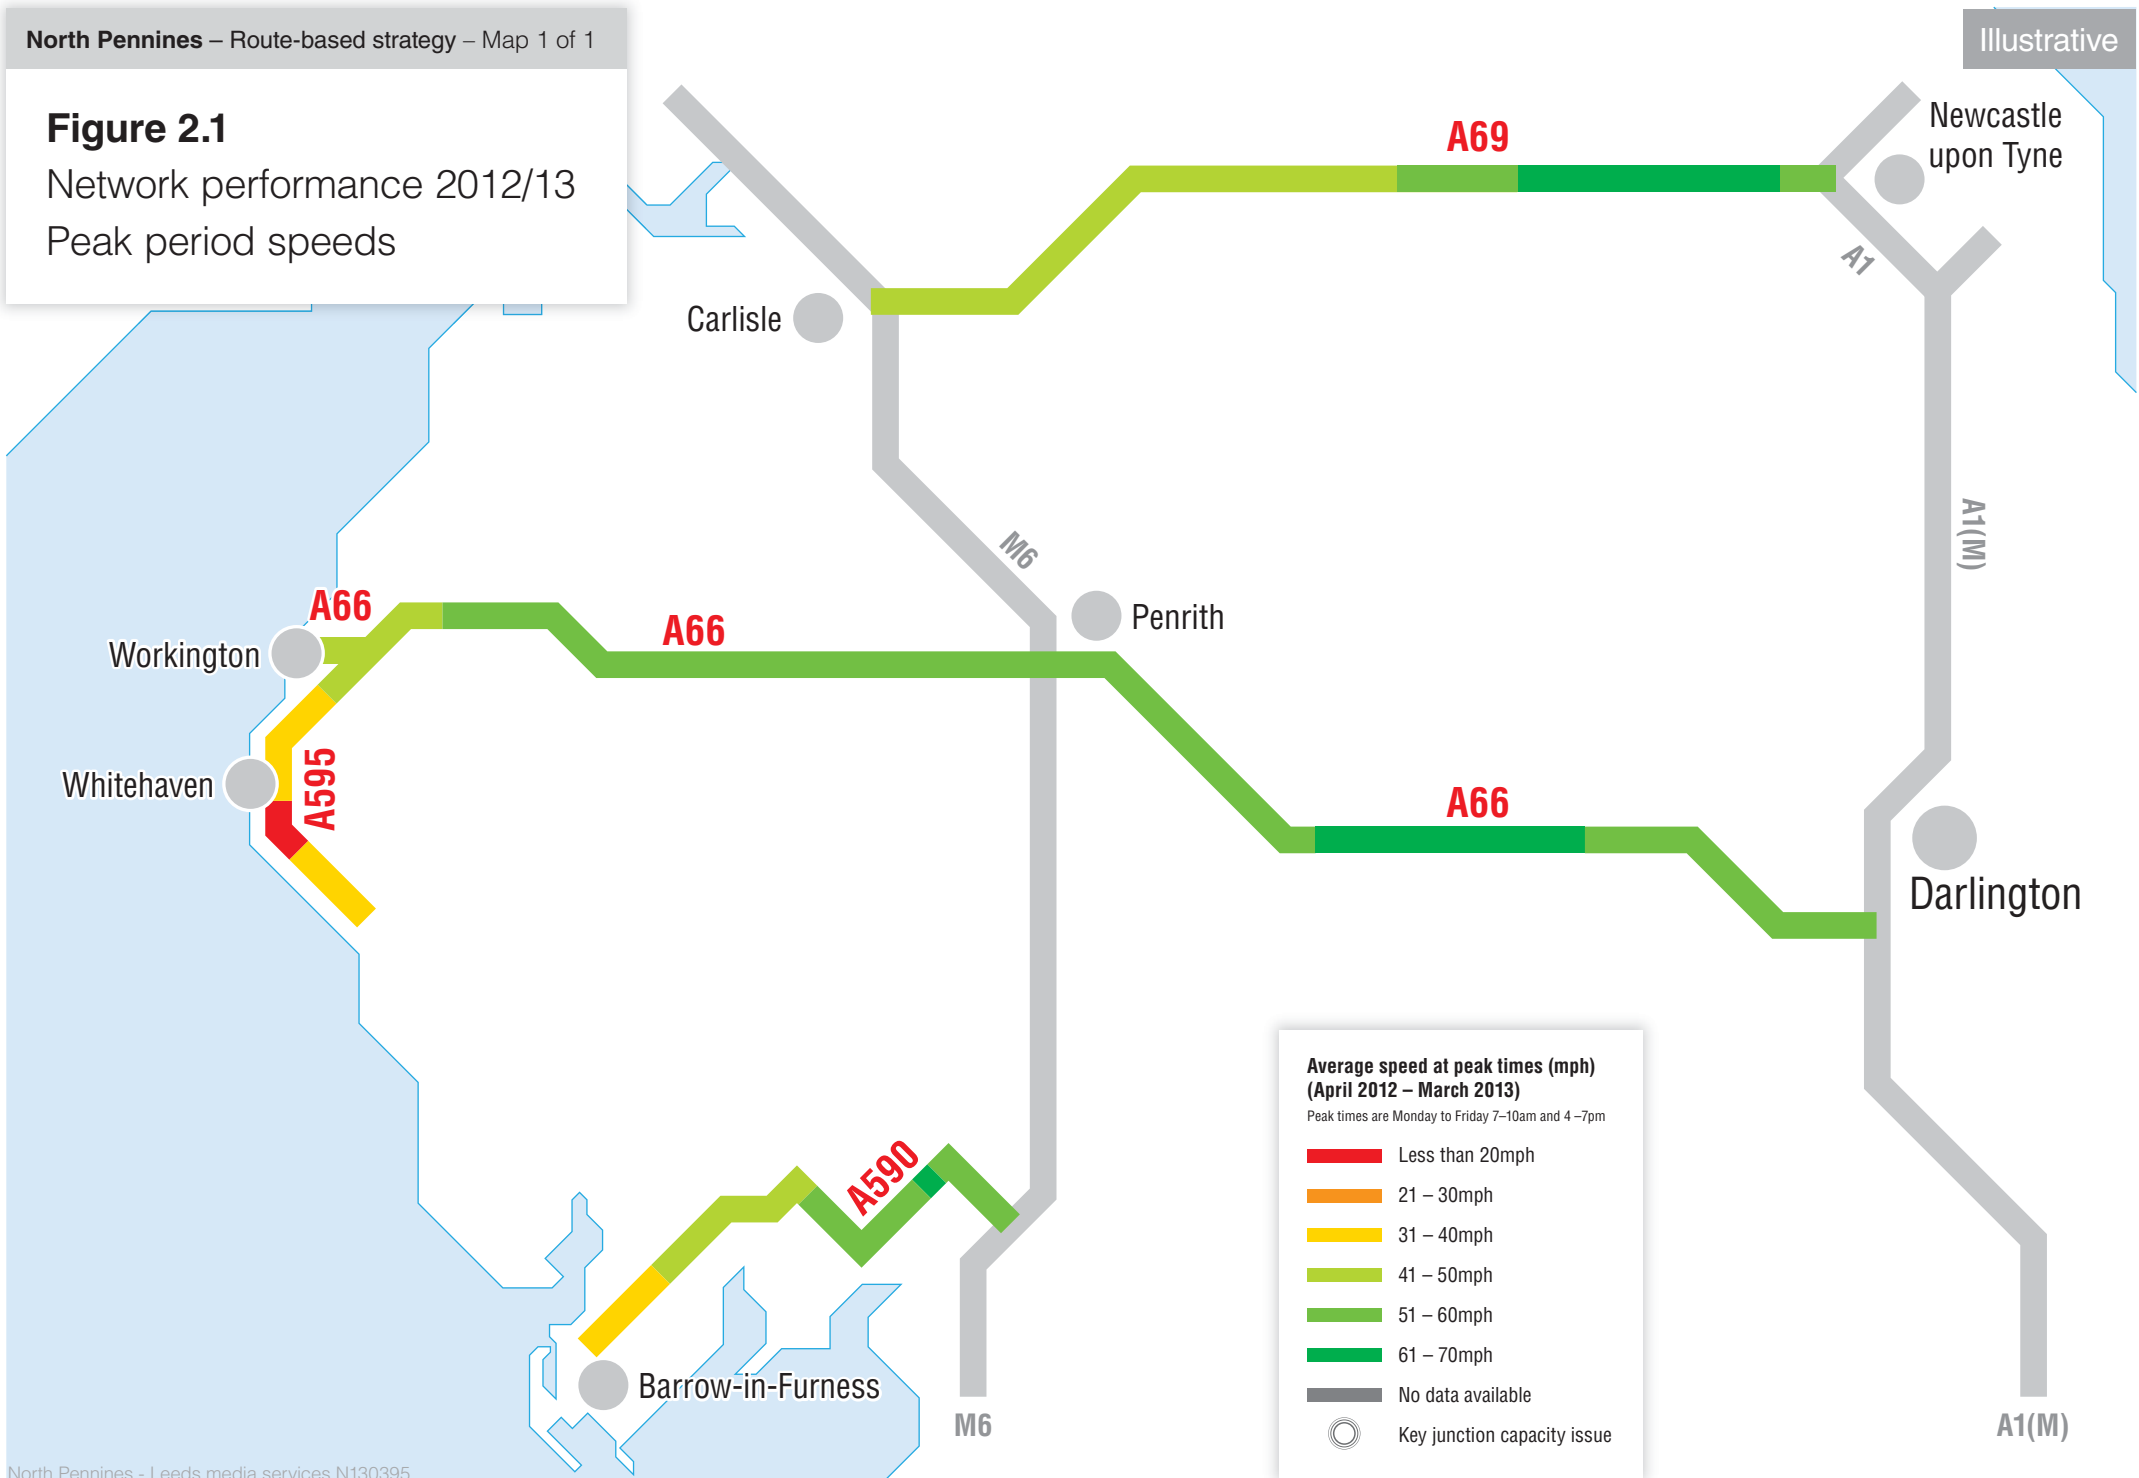 North Pennines – Route-based strategy – Map 1 of 1
Illustrative
Figure 2.1
Network performance 2012/13
Peak period speeds
A69
Newcastle
upon Tyne
A1
Carlisle
A1(M)
M6
A66
A66
Penrith
Workington
A595
Whitehaven
A66
Darlington
A590
Barrow-in-Furness
M6
A1(M)
Average speed at peak times (mph)
(April 2012 – March 2013)
Peak times are Monday to Friday 7–10am and 4 –7pm
Less than 20mph
21 – 30mph
31 – 40mph
41 – 50mph
51 – 60mph
61 – 70mph
No data available
Key junction capacity issue
North Pennines - Leeds media services N130395